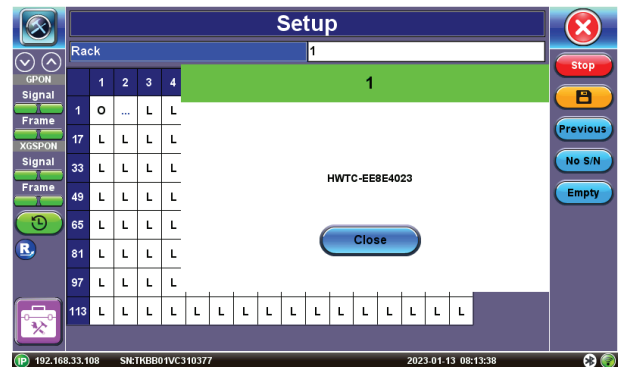 Setup
Rack 1
GPON
Signal
Frame
XGSPON
Signal
Frame
1 2 3 4
1 O ... L L
17 L L L L
33 L L L L
49 L L L L
65 L L L L
81 L L L L
97 L L L L
113 L L L L L L L L L L L L L L L L
1
HWTC-EE8E4023
Close
Stop
Previous
No S/N
Empty
R
IP 192.168.33.108 SN:TKBB01VC310377 2023-01-13 08:13:38